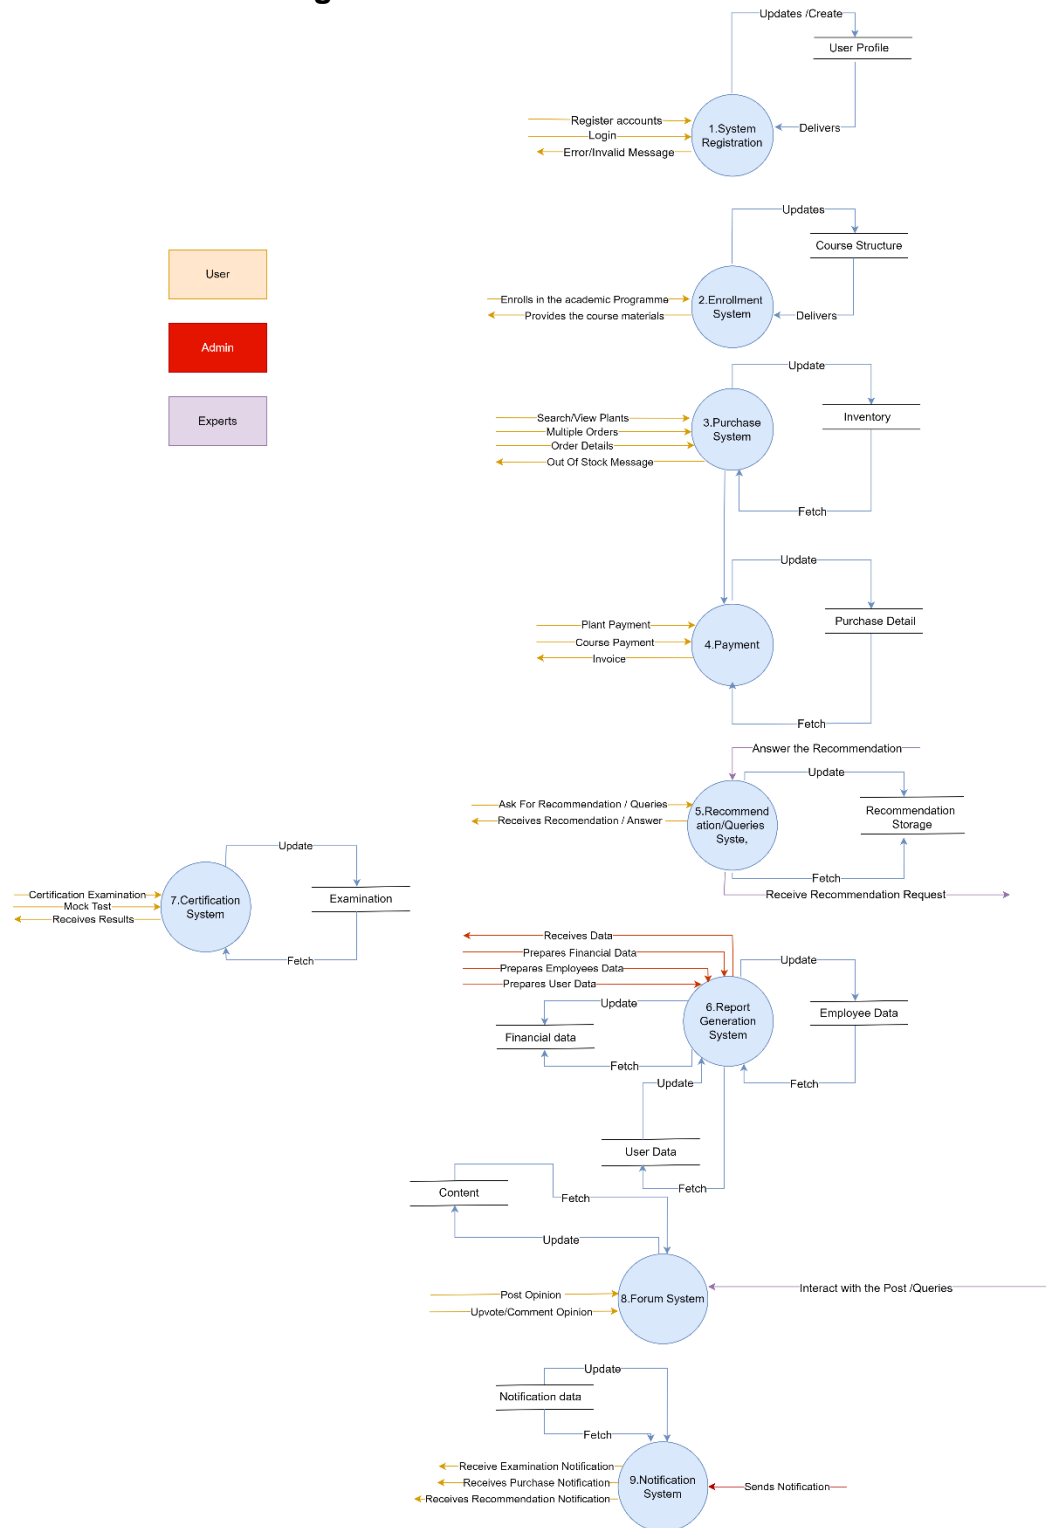 Updates /Create
User Profile
Register accounts
Login
Error/Invalid Message
1.System
Registration
Delivers
Updates
Course Structure
User
Enrolls in the academic Programme
Provides the course materials
2.Enrollment
System
Delivers
Admin
Update
Experts
Search/View Plants
Multiple Orders
Order Details
Out Of Stock Message
3.Purchase
System
Inventory
Fetch
Update
Plant Payment
Course Payment
Invoice
4.Payment
Purchase Detail
Fetch
Answer the Recommendation
Update
Ask For Recommendation / Queries
Receives Recomendation / Answer
5.Recommend
ation/Queries
Syste,
Recommendation
Storage
Fetch
Receive Recommendation Request
Update
Certification Examination
Mock Test
Receives Results
7.Certification
System
Examination
Fetch
Receives Data
Prepares Financial Data
Prepares Employees Data
Prepares User Data
Update
6.Report
Generation
System
Update
Employee Data
Financial data
Fetch
Fetch
Update
User Data
Fetch
Content
Fetch
Update
Post Opinion
Upvote/Comment Opinion
8.Forum System
Interact with the Post /Queries
Update
Notification data
Fetch
Receive Examination Notification
Receives Purchase Notification
Receives Recommendation Notification
9.Notification
System
Sends Notification